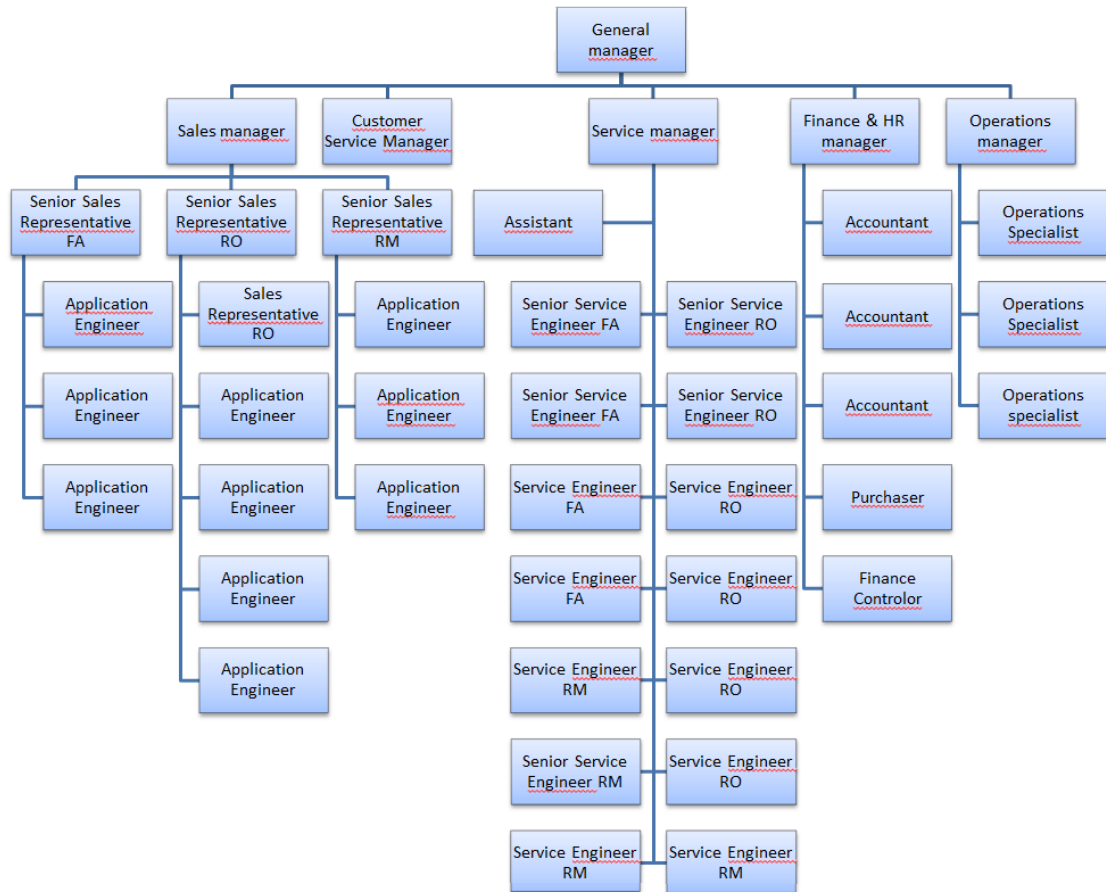 General
manager
Sales manager
Customer
Service Manager
Service manager
Finance & HR
manager
Operations
manager
Senior Sales
Representative
FA
Senior Sales
Representative
RO
Senior Sales
Representative
RM
Assistant
Accountant
Operations
Specialist
Application
Engineer
Sales
Representative
RO
Application
Engineer
Senior Service
Engineer FA
Senior Service
Engineer RO
Accountant
Operations
Specialist
Application
Engineer
Application
Engineer
Application
Engineer
Senior Service
Engineer FA
Senior Service
Engineer RO
Accountant
Operations
specialist
Application
Engineer
Application
Engineer
Application
Engineer
Service Engineer
FA
Service Engineer
RO
Purchaser
Application
Engineer
Service Engineer
FA
Service Engineer
RO
Finance
Controlor
Application
Engineer
Service Engineer
RM
Service Engineer
RO
Senior Service
Engineer RM
Service Engineer
RO
Service Engineer
RM
Service Engineer
RM